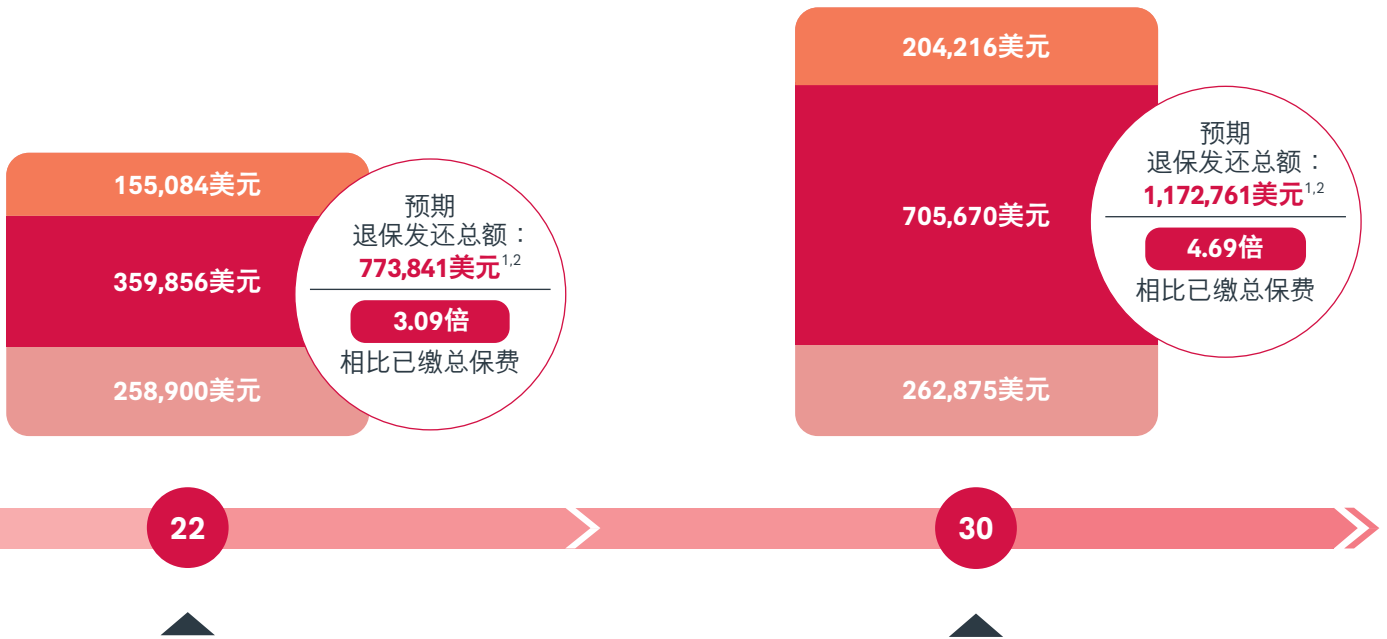 155,084美元
359,856美元
258,900美元
预期
退保发还总额：
773,841美元1,2
3.09倍
相比已缴总保费
204,216美元
705,670美元
262,875美元
预期
退保发还总额：
1,172,761美元1,2
4.69倍
相比已缴总保费
22
30